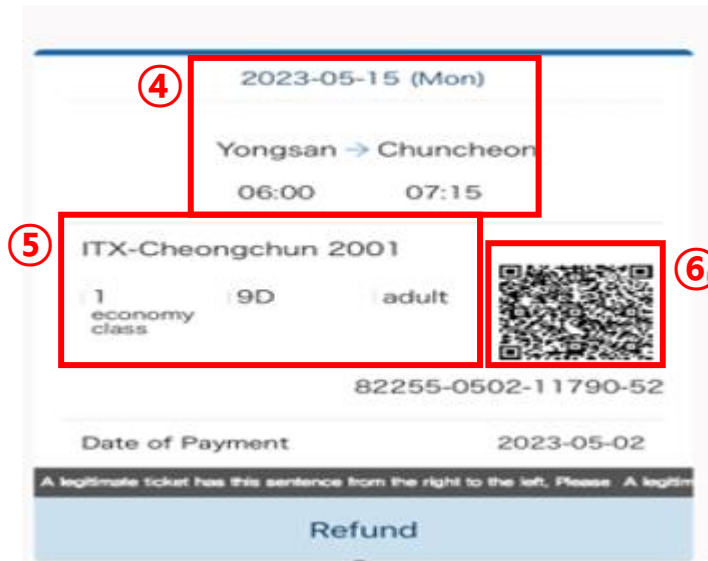 ④ 2023-05-15 (Mon)
Yongsan → Chuncheon
06:00 07:15
⑤ ITX-Cheongchun 2001
⑥
1 9D adult
economy
class
82255-0502-11790-52
Date of Payment 2023-05-02
A legitimate ticket has this sentence from the right to the left, Please A legitim
Refund